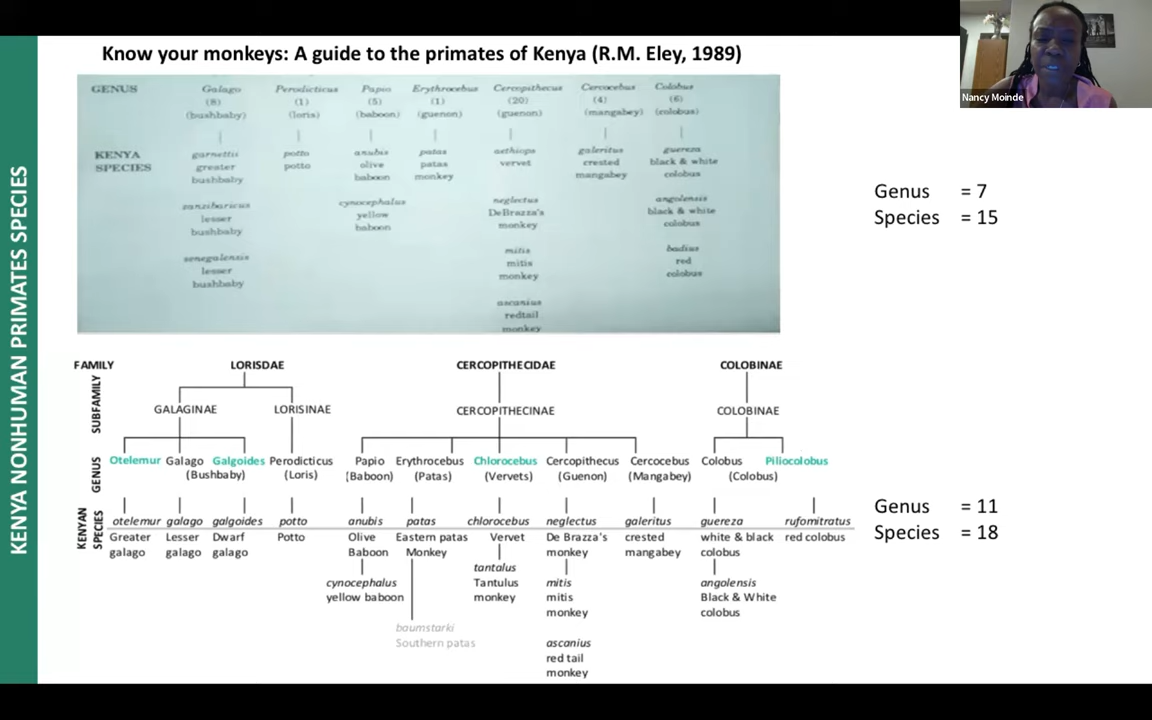 Know your monkeys: A guide to the primates of Kenya (R.M. Eley, 1989)
Nancy Moinde
KENYA NONHUMAN PRIMATES SPECIES
GENUS Galago Perodicticus Papio Erythrocebus Cercopithecus Cercocebus Colobus
(8) (1) (5) (1) (20) (4) (6)
(bushbaby) (loris) (baboon) (guenon) (guenon) (mangabey) (colobus)
KENYA garnettii potto anubis patas aethiops galeritus guereza
SPECIES greater potto olive patas vervet crested black & white
bushbaby baboon monkey mangabey colobus
zanzibaricus cynocephalus neglectus angolensis
lesser yellow DeBrazza's black & white
bushbaby baboon monkey colobus
senegalensis mitis badius
lesser mitis red
bushbaby monkey colobus
ascanius
redtail
monkey
Genus = 7
Species = 15
FAMILY LORISDAE CERCOPITHECIDAE COLOBINAE
SUBFAMILY GALAGINAE LORISINAE CERCOPITHECINAE COLOBINAE
GENUS Otelemur Galago Galgoides Perodicticus Papio Erythrocebus Chlorocebus Cercopithecus Cercocebus Colobus Piliocolobus
(Bushbaby) (Loris) (Baboon) (Patas) (Vervets) (Guenon) (Mangabey) (Colobus)
KENYAN SPECIES otelemur galago galgoides potto anubis patas chlorocebus neglectus galeritus guereza rufomitratus
Greater Lesser Dwarf Potto Olive Eastern patas Vervet De Brazza's crested white & black red colobus
galago galago galago Baboon Monkey monkey mangabey colobus
tantalus
cynocephalus Tantulus mitis angolensis
yellow baboon monkey mitis Black & White
monkey colobus
baumstarki
Southern patas ascanius
red tail
monkey
Genus = 11
Species = 18